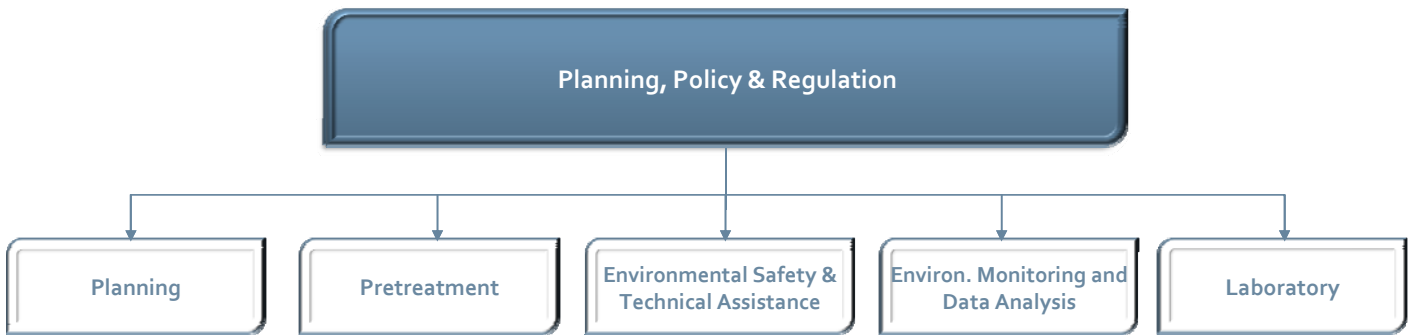 Planning, Policy & Regulation
Planning
Pretreatment
Environmental Safety &
Technical Assistance
Environ. Monitoring and
Data Analysis
Laboratory